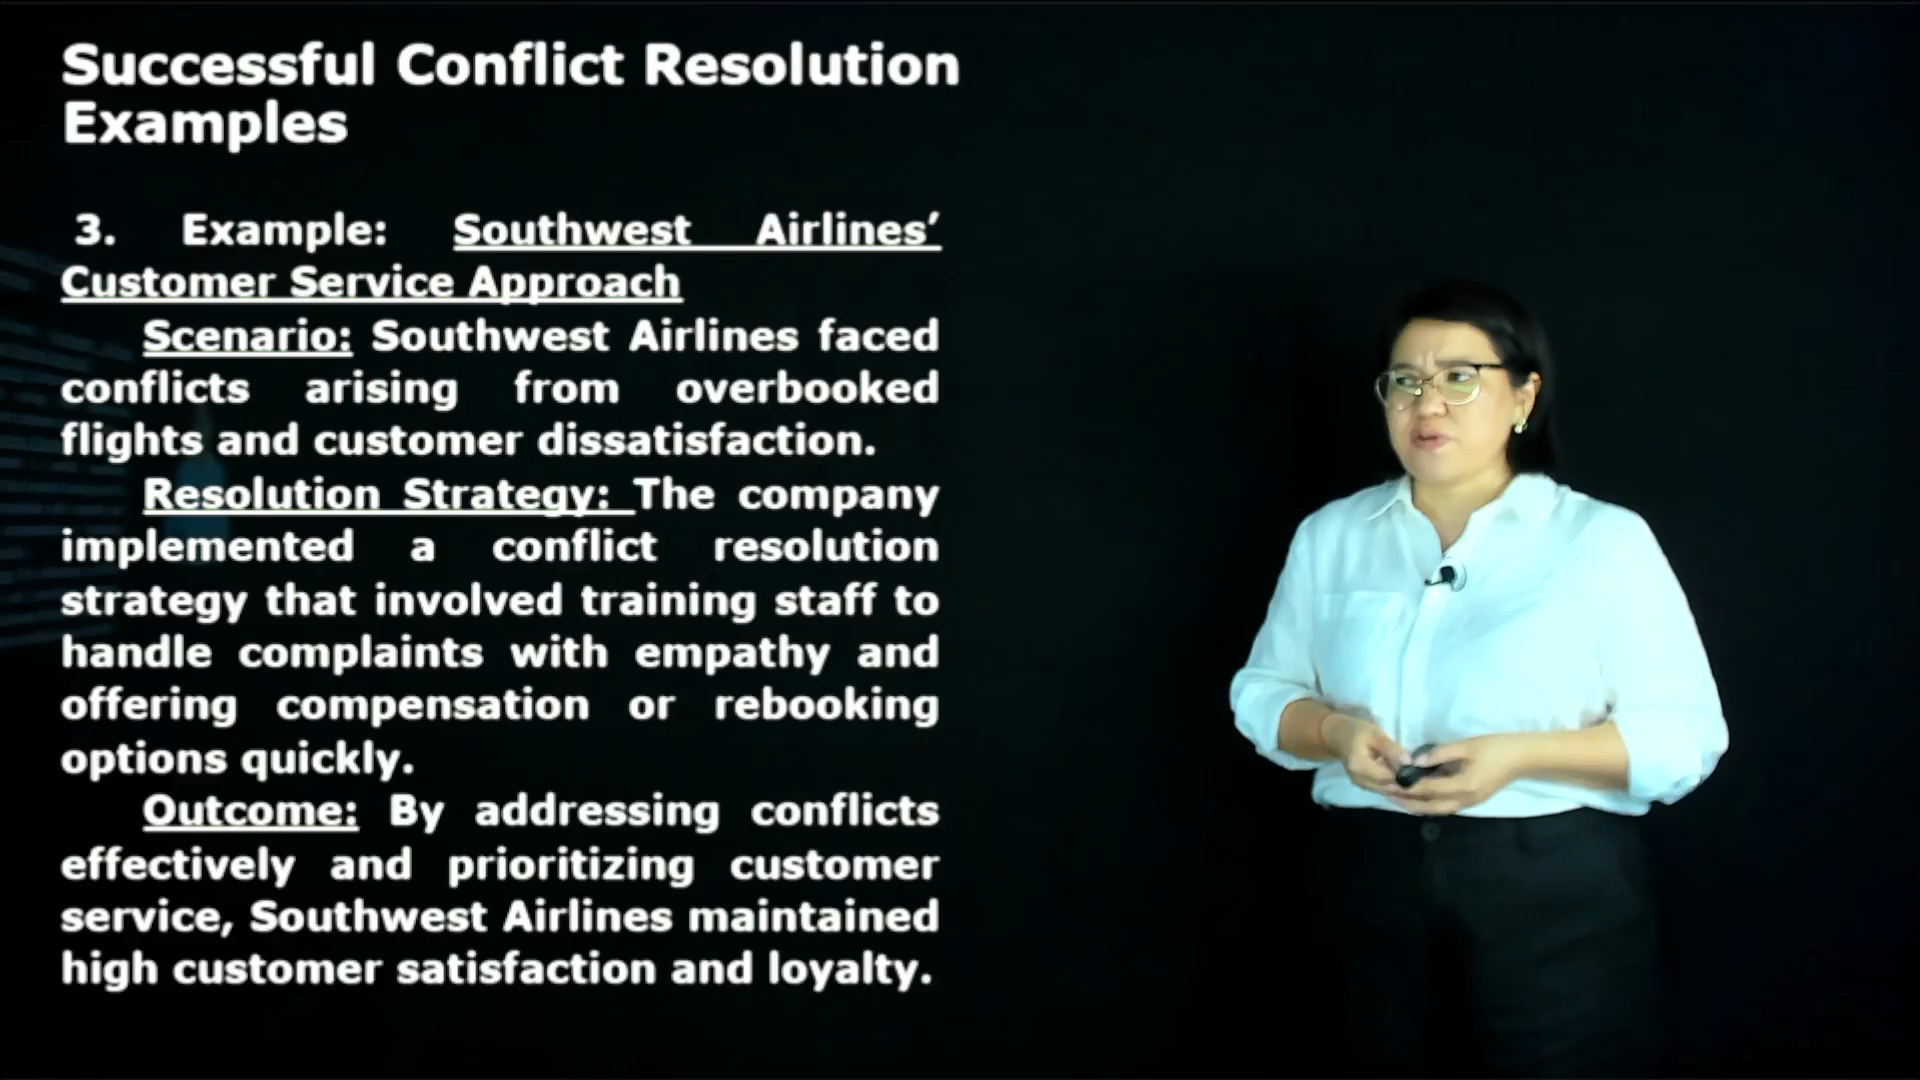 Successful Conflict Resolution
Examples
3. Example: Southwest Airlines’
Customer Service Approach
Scenario: Southwest Airlines faced
conflicts arising from overbooked
flights and customer dissatisfaction.
Resolution Strategy: The company
implemented a conflict resolution
strategy that involved training staff to
handle complaints with empathy and
offering compensation or rebooking
options quickly.
Outcome: By addressing conflicts
effectively and prioritizing customer
service, Southwest Airlines maintained
high customer satisfaction and loyalty.